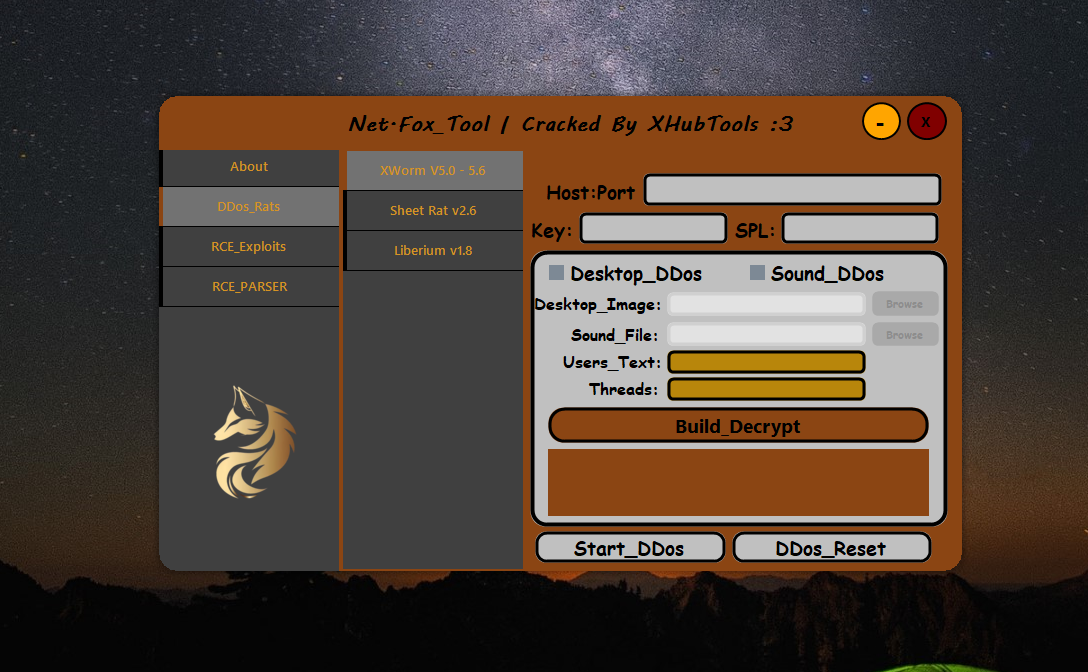 Net-Fox_Tool | Cracked By XHubTools :3
-
X
About
DDos_Rats
RCE_Exploits
RCE_PARSER
XWorm V5.0 - 5.6
Sheet Rat v2.6
Liberium v1.8
Host:Port
Key:
SPL:
Desktop_DDos
Sound_DDos
Desktop_Image:
Browse
Sound_File:
Browse
Users_Text:
Threads:
Build_Decrypt
Start_DDos
DDos_Reset